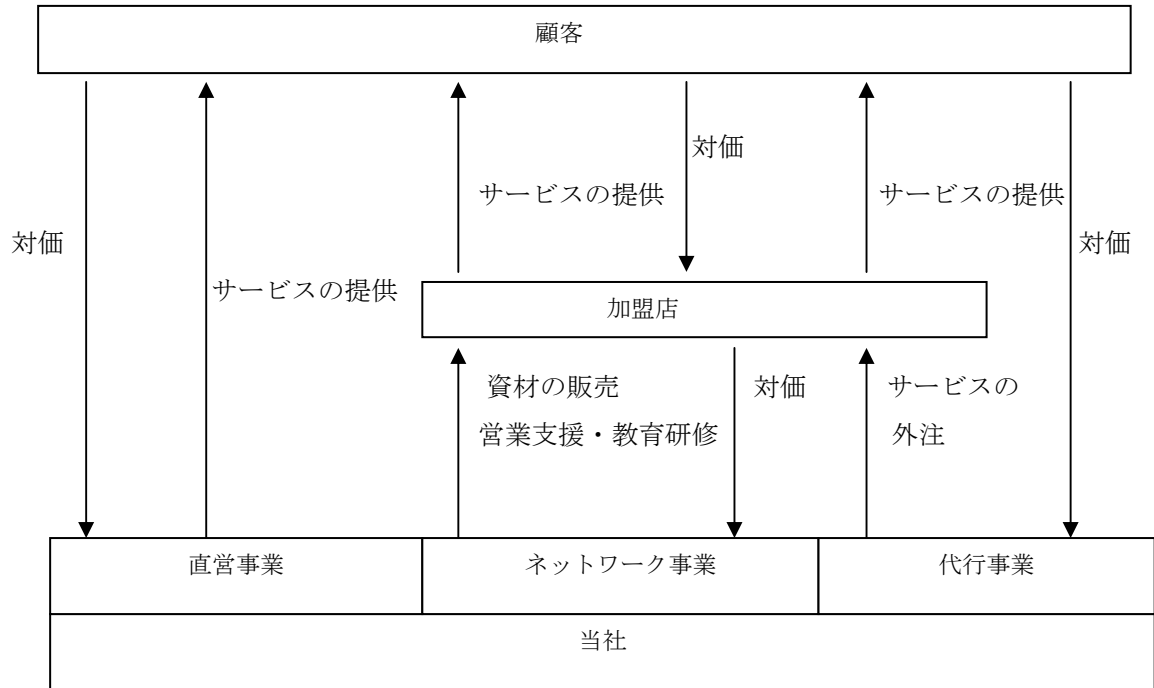 顧客
対価
サービスの提供
サービスの提供
対価
サービスの提供
対価
加盟店
資材の販売
営業支援・教育研修
対価
サービスの
外注
直営事業
ネットワーク事業
代行事業
当社